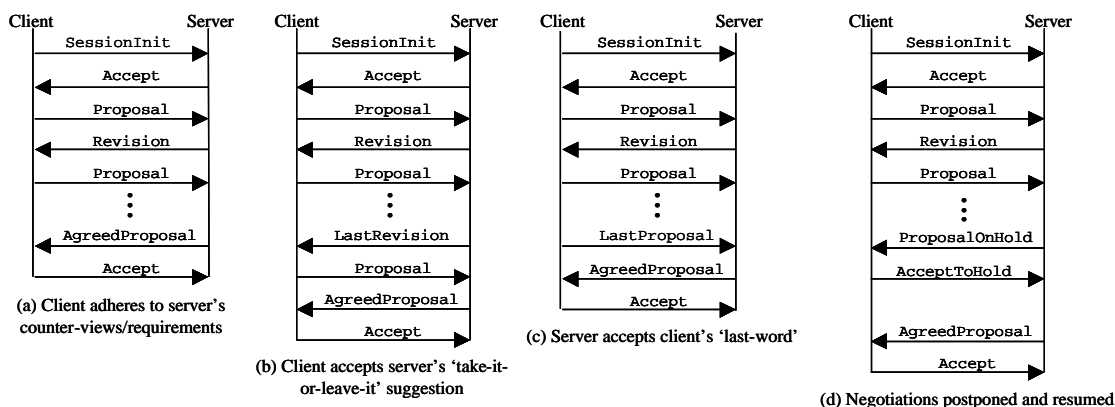 Client Server
SessionInit
Accept
Proposal
Revision
Proposal
AgreedProposal
Accept
(a) Client adheres to server's
counter-views/requirements
Client Server
SessionInit
Accept
Proposal
Revision
Proposal
LastRevision
Proposal
AgreedProposal
Accept
(b) Client accepts server's ‘take-it-
or-leave-it’ suggestion
Client Server
SessionInit
Accept
Proposal
Revision
Proposal
LastProposal
AgreedProposal
Accept
(c) Server accepts client's ‘last-word’
Client Server
SessionInit
Accept
Proposal
Revision
Proposal
ProposalOnHold
AcceptToHold
AgreedProposal
Accept
(d) Negotiations postponed and resumed